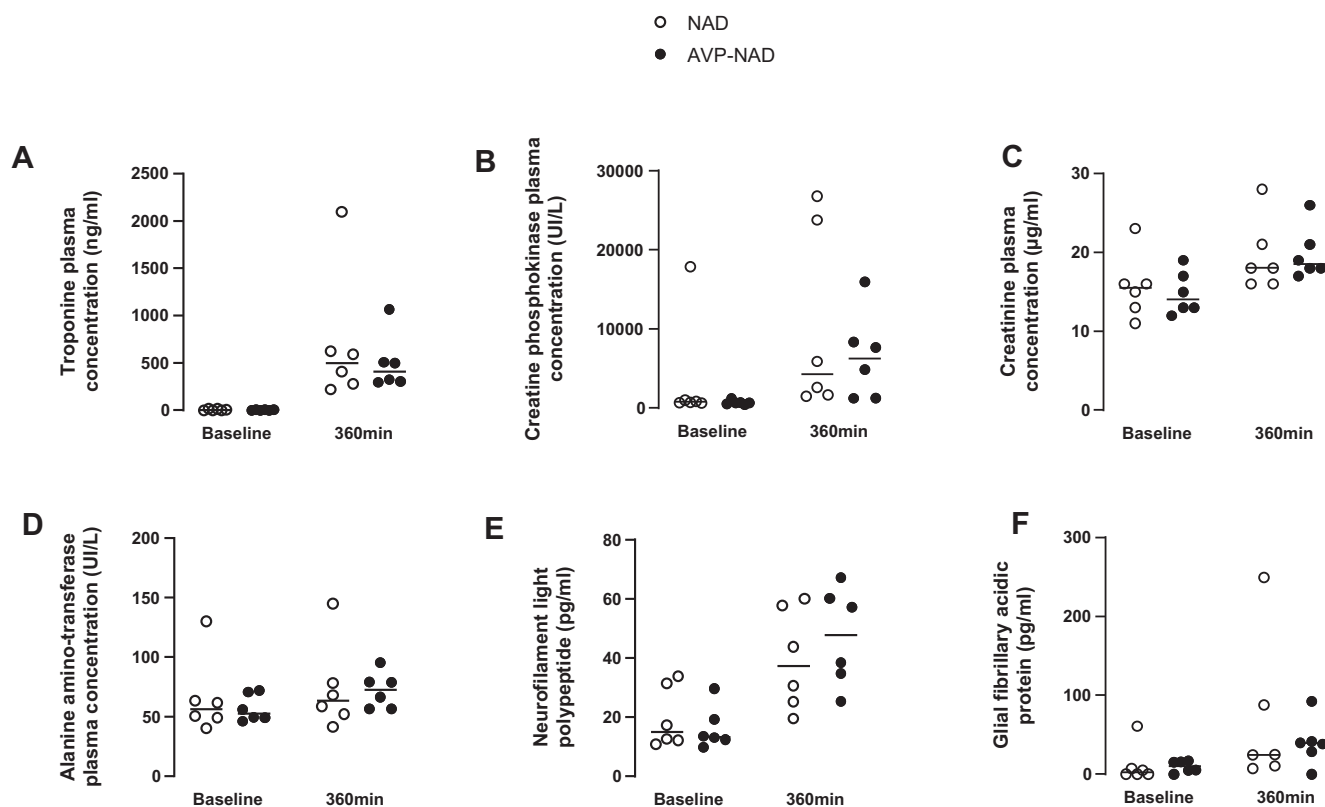 NAD
AVP-NAD
A
Troponine plasma
concentration (ng/ml)
2500
2000
1500
1000
500
0
Baseline 360min
B
Creatine phosphokinase plasma
concentration (UI/L)
30000
20000
10000
0
Baseline 360min
C
Creatinine plasma
concentration (µg/ml)
30
20
10
0
Baseline 360min
D
Alanine amino-transferase
plasma concentration (UI/L)
200
150
100
50
0
Baseline 360min
E
Neurofilament light
polypeptide (pg/ml)
80
60
40
20
0
Baseline 360min
F
Glial fibrillary acidic
protein (pg/ml)
300
200
100
0
Baseline 360min